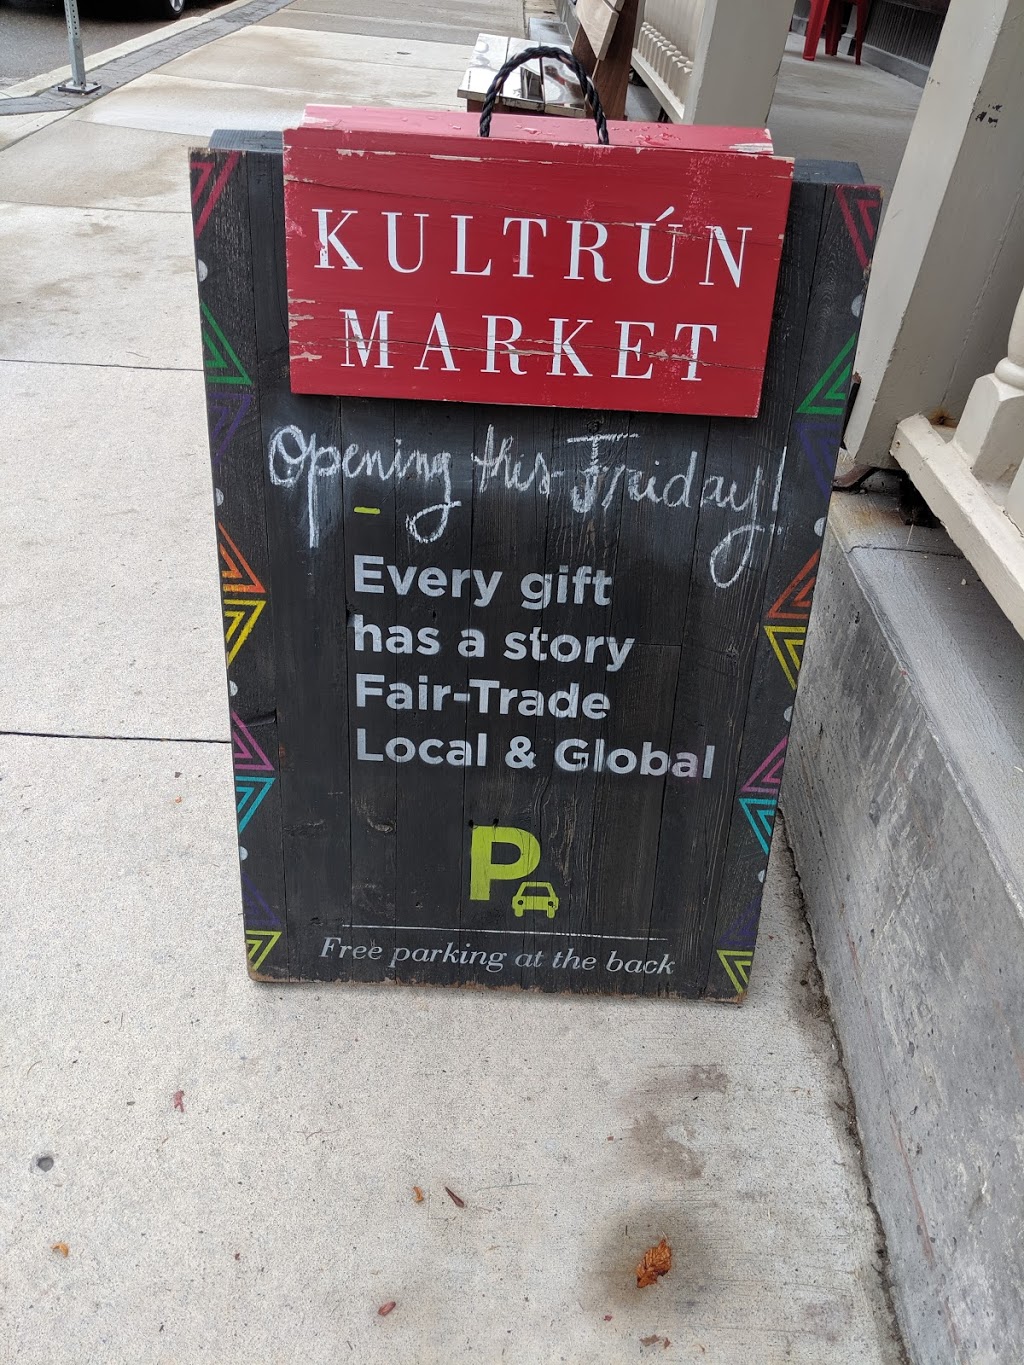 KULTRÚN
MARKET
Opening this Friday!
Every gift
has a story
Fair-Trade
Local & Global
P
Free parking at the back